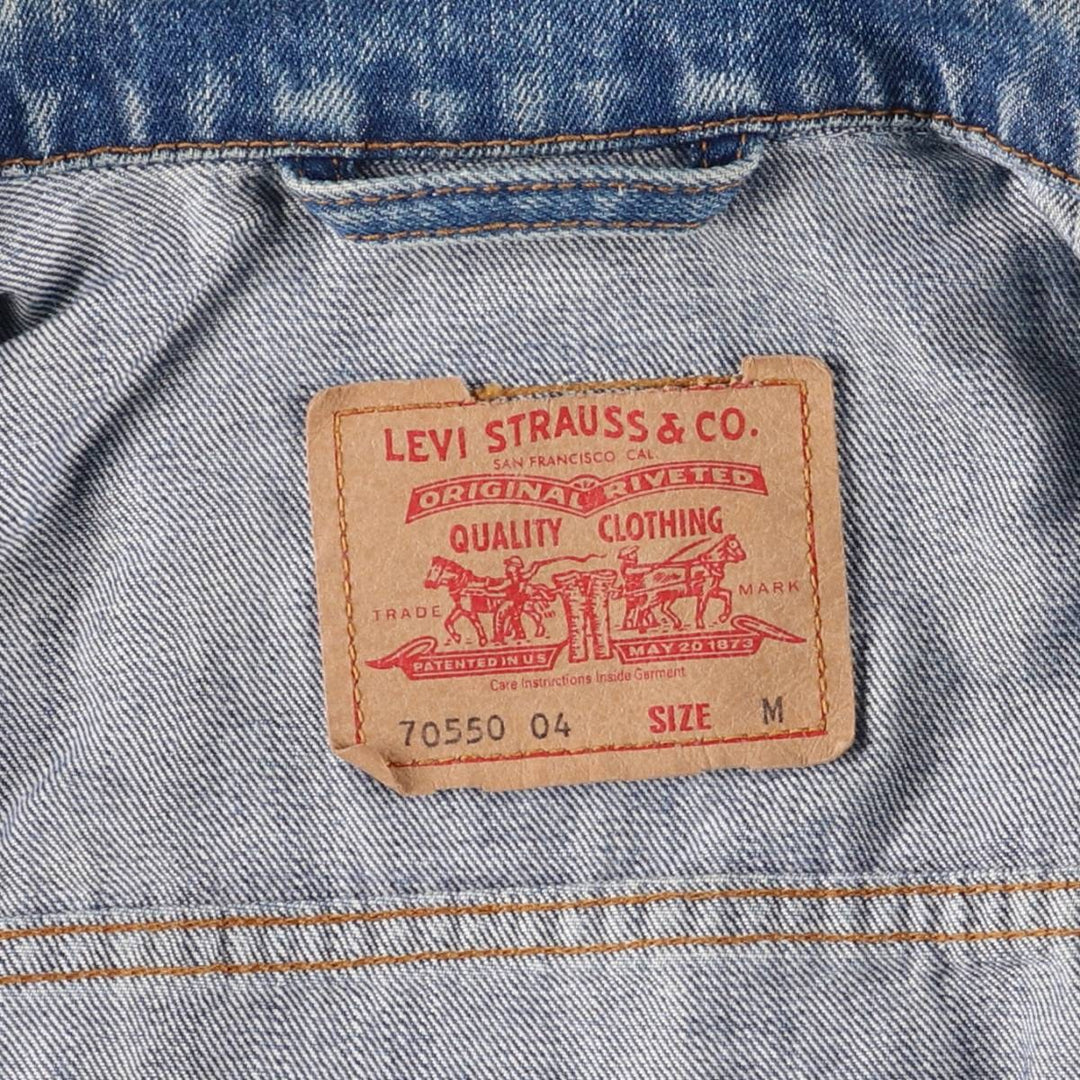 LEVI STRAUSS & CO.
SAN FRANCISCO CAL.
ORIGINAL RIVETED
QUALITY CLOTHING
TRADE MARK
PATENTED IN US MAY 20 1873
Care Instructions Inside Garment
70550 04 SIZE M